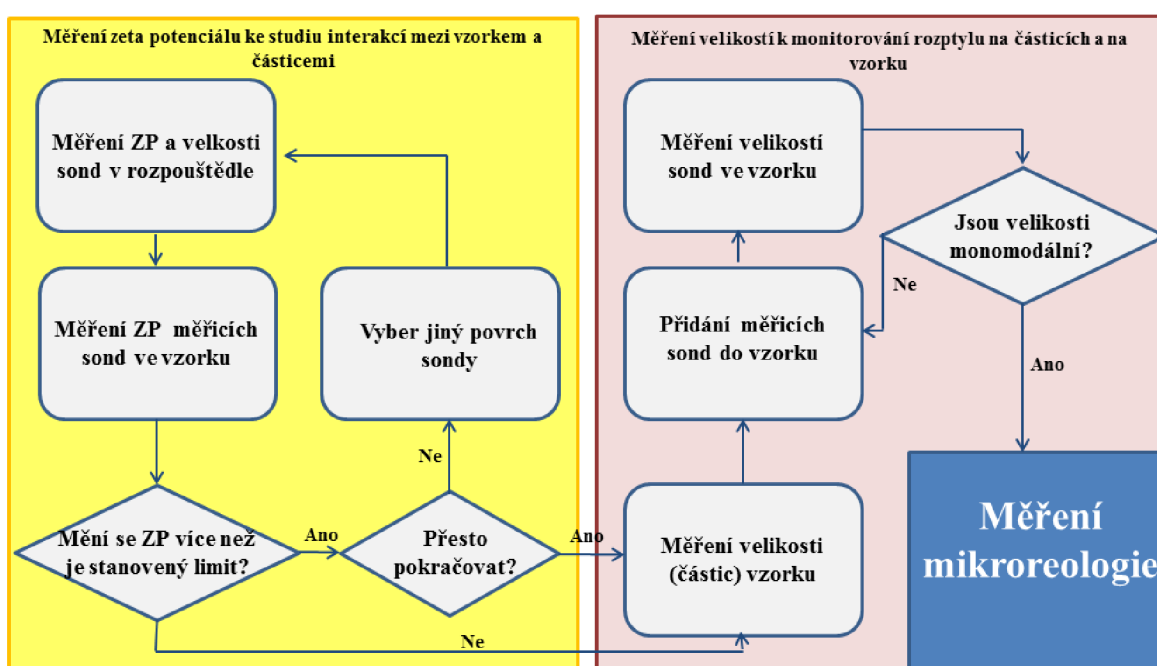 Měření zeta potenciálu ke studiu interakcí mezi vzorkem a
částicemi
Měření ZP a velkosti
sond v rozpouštědle
Měření ZP měřicích
sond ve vzorku
Vyber jiný povrch
sondy
Ne
Mění se ZP více než
je stanovený limit?
Ano
Přesto
pokračovat?
Ano
Ne
Měření velikostí k monitorování rozptylu na částicích a na
vzorku
Měření velikostí
sond ve vzorku
Jsou velikosti
monomodální?
Ne
Přidání měřicích
sond do vzorku
Ano
Měření velikosti
(částic) vzorku
Měření
mikroreologie